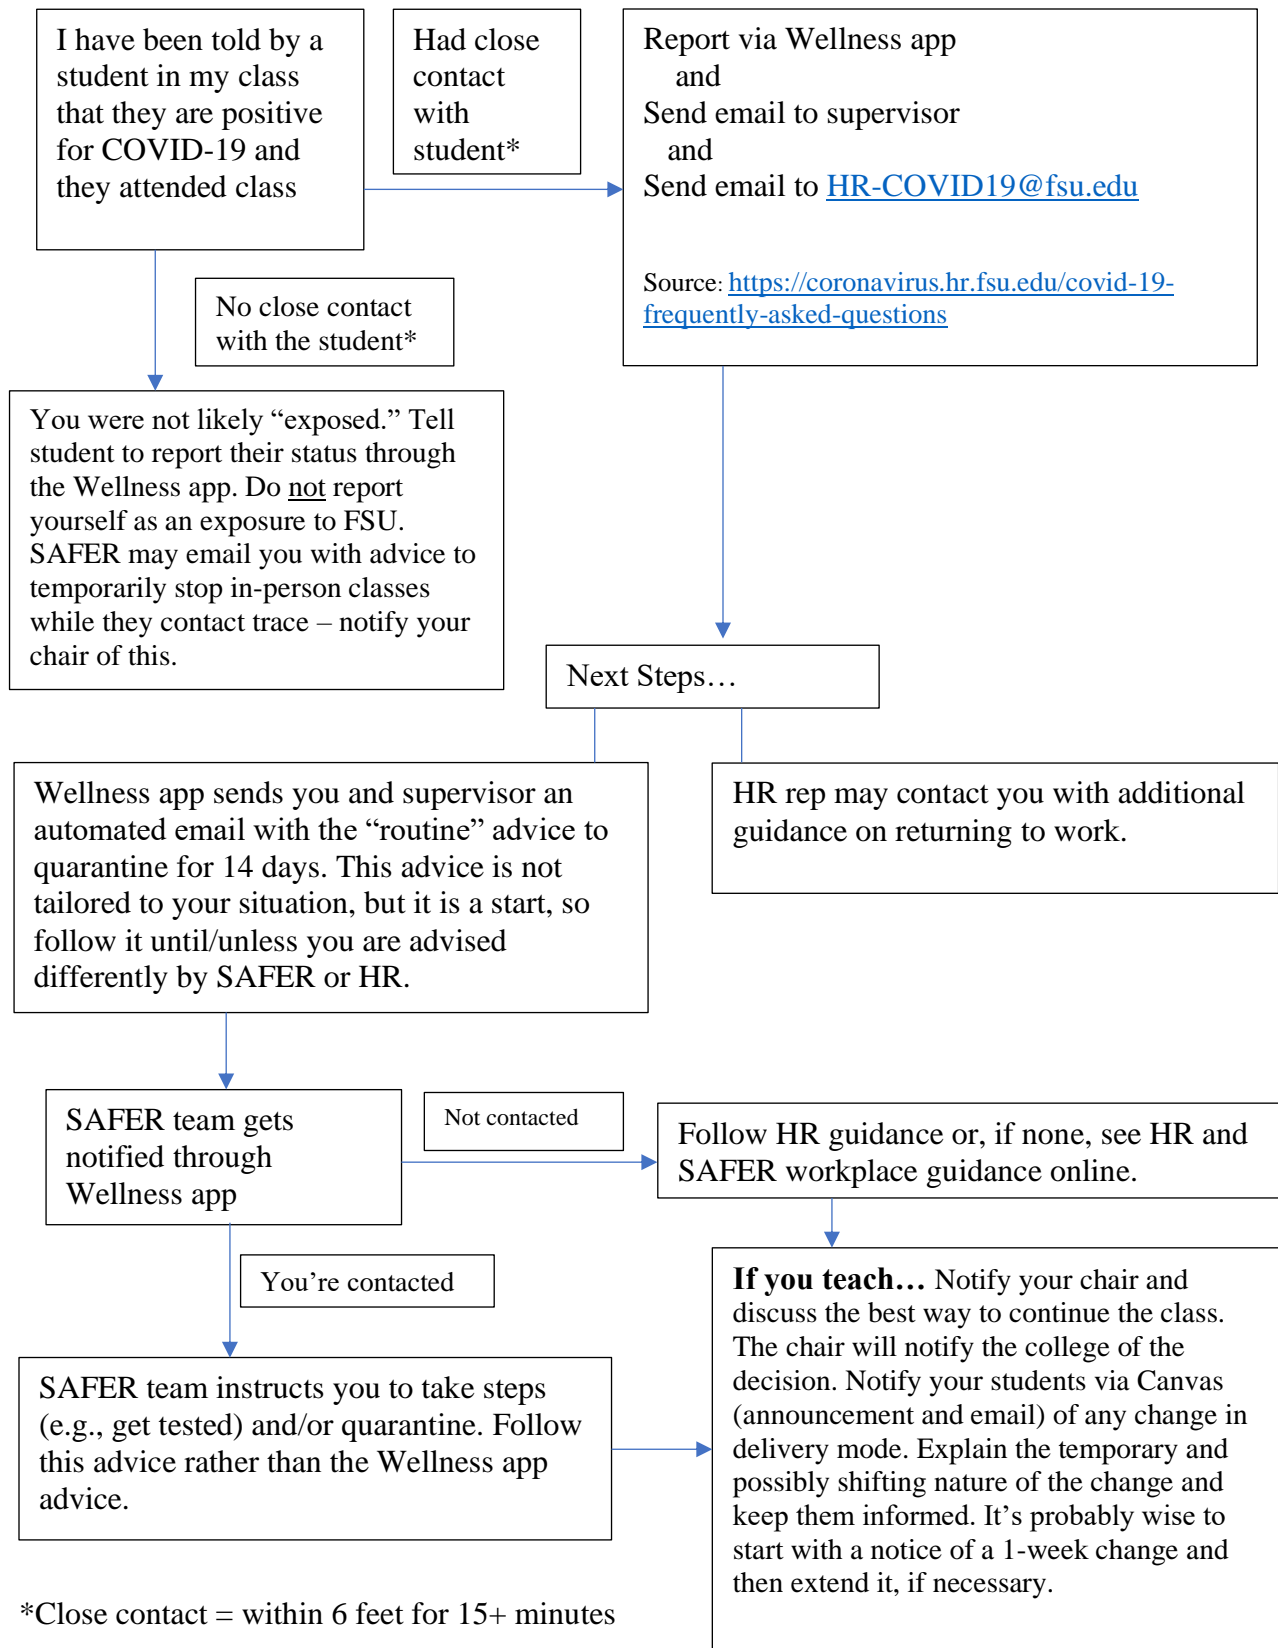 I have been told by a
student in my class
that they are positive
for COVID-19 and
they attended class
Had close
contact
with
student*
Report via Wellness app
and
Send email to supervisor
and
Send email to HR-COVID19@fsu.edu
Source: https://coronavirus.hr.fsu.edu/covid-19-
frequently-asked-questions
No close contact
with the student*
You were not likely “exposed.” Tell
student to report their status through
the Wellness app. Do not report
yourself as an exposure to FSU.
SAFER may email you with advice to
temporarily stop in-person classes
while they contact trace – notify your
chair of this.
Next Steps…
Wellness app sends you and supervisor an
automated email with the “routine” advice to
quarantine for 14 days. This advice is not
tailored to your situation, but it is a start, so
follow it until/unless you are advised
differently by SAFER or HR.
HR rep may contact you with additional
guidance on returning to work.
SAFER team gets
notified through
Wellness app
Not contacted
Follow HR guidance or, if none, see HR and
SAFER workplace guidance online.
You’re contacted
SAFER team instructs you to take steps
(e.g., get tested) and/or quarantine. Follow
this advice rather than the Wellness app
advice.
If you teach… Notify your chair and
discuss the best way to continue the class.
The chair will notify the college of the
decision. Notify your students via Canvas
(announcement and email) of any change in
delivery mode. Explain the temporary and
possibly shifting nature of the change and
keep them informed. It’s probably wise to
start with a notice of a 1-week change and
then extend it, if necessary.
*Close contact = within 6 feet for 15+ minutes